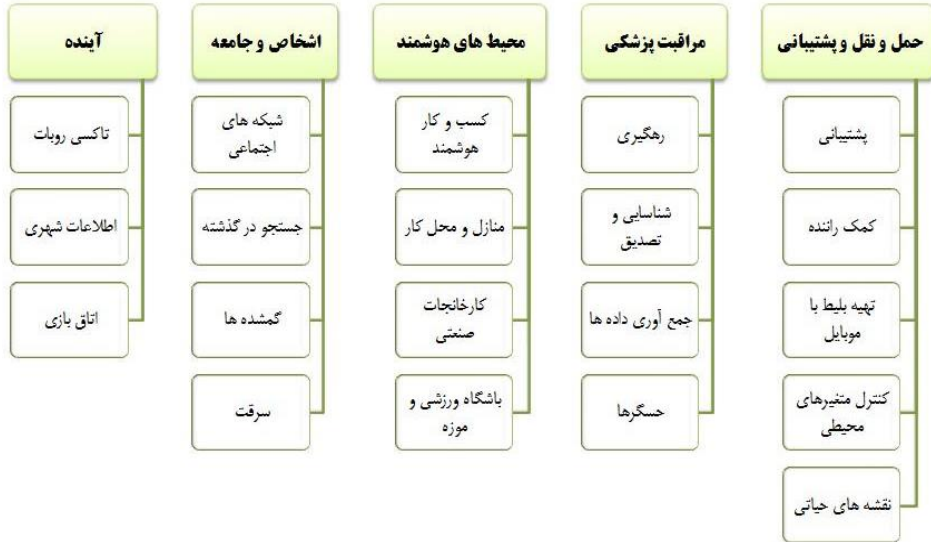 حمل و نقل و پشتیبانی
پشتیبانی
کمک راننده
تهیه بلیط با
موبایل
کنترل متغیرهای
محیطی
نقشه های حیاتی
مراقبت پزشکی
رهگیری
شناسایی و
تصدیق
جمع آوری داده ها
حسگرها
محیط های هوشمند
کسب و کار
هوشمند
منازل و محل کار
کارخانجات
صنعتی
باشگاه ورزشی و
موزه
اشخاص و جامعه
شبکه های
اجتماعی
جستجو در گذشته
گمشده ها
سرقت
آینده
تاکسی روبات
اطلاعات شهری
اتاق بازی